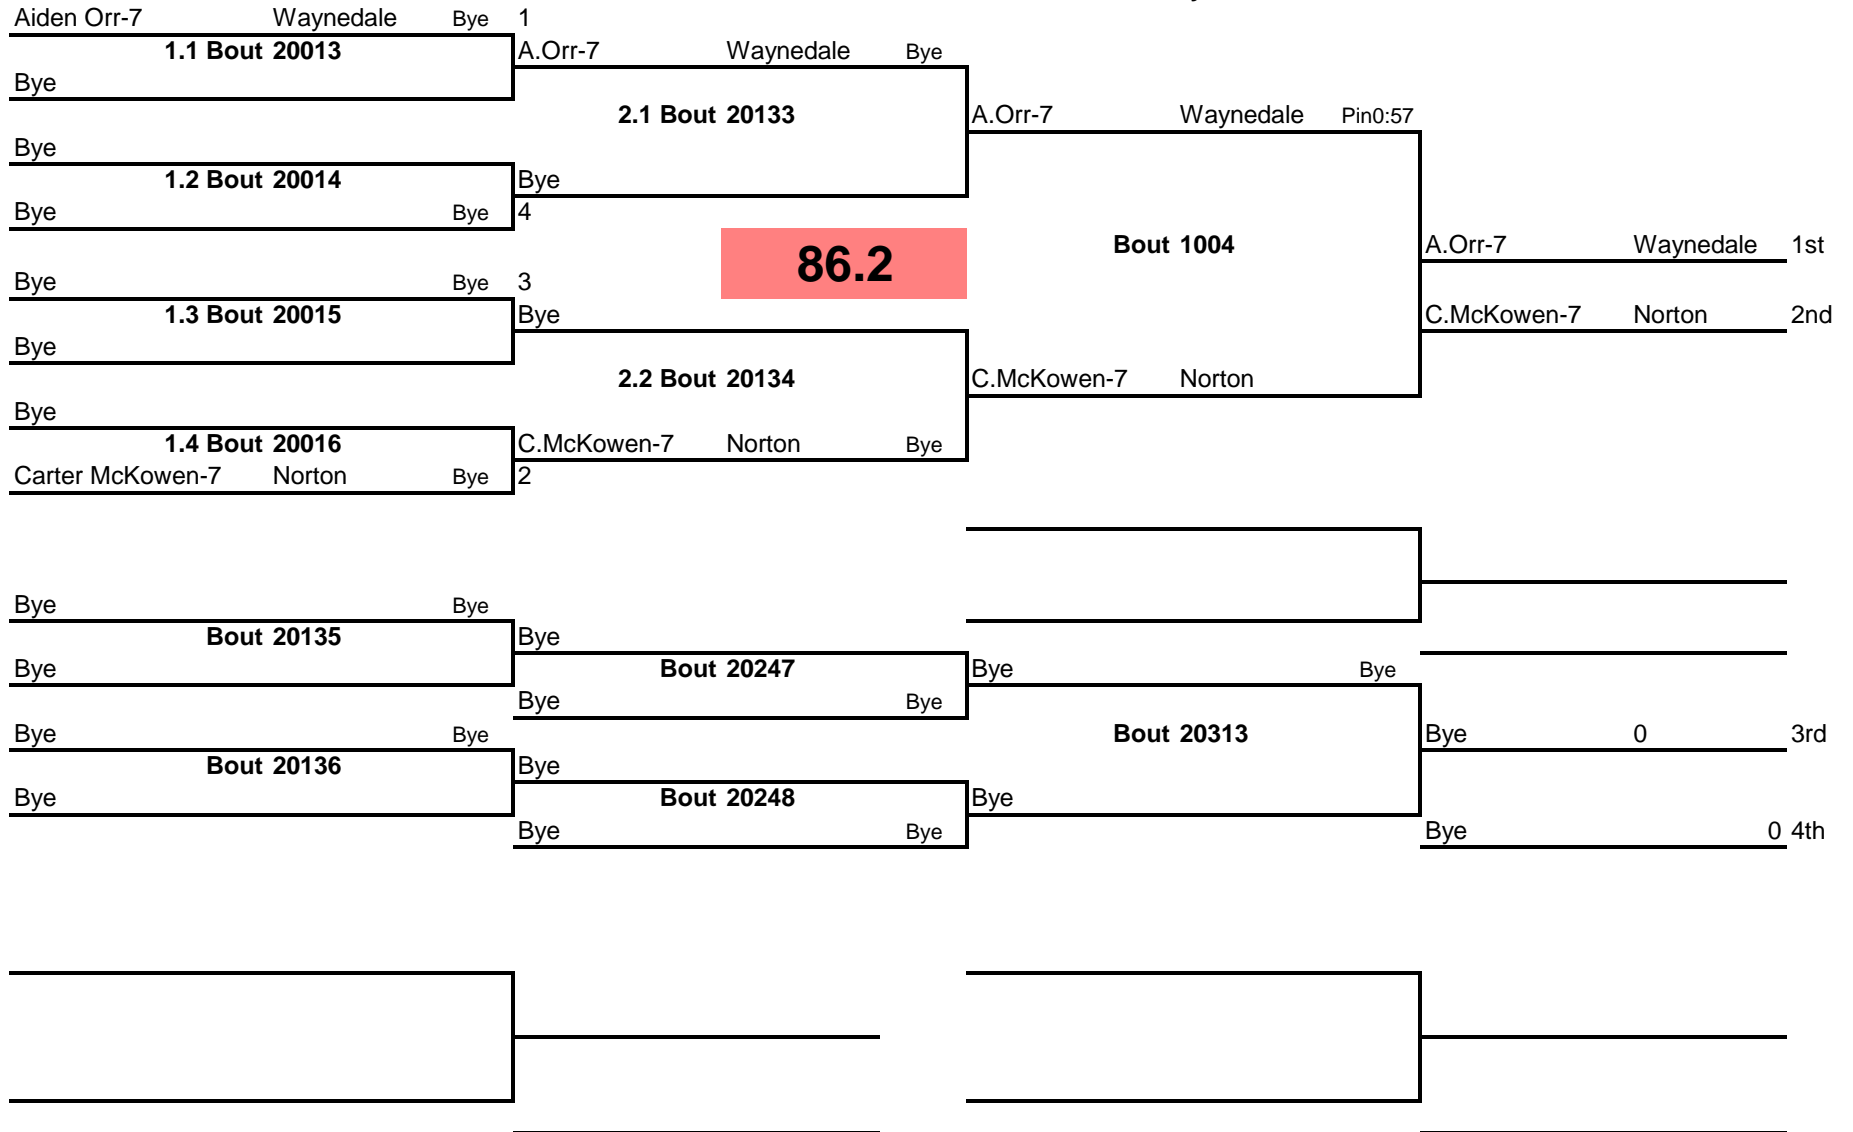 Aiden Orr-7 Waynedale Bye 1
1.1 Bout 20013 A.Orr-7 Waynedale Bye
Bye
2.1 Bout 20133 A.Orr-7 Waynedale Pin0:57
Bye
1.2 Bout 20014 Bye
Bye Bye 4
86.2 Bout 1004 A.Orr-7 Waynedale 1st
Bye Bye 3
1.3 Bout 20015 Bye C.McKowen-7 Norton 2nd
Bye
2.2 Bout 20134 C.McKowen-7 Norton
Bye
1.4 Bout 20016 C.McKowen-7 Norton Bye
Carter McKowen-7 Norton Bye 2
Bye Bye
Bout 20135 Bye
Bye Bout 20247 Bye Bye
Bye Bye
Bye Bye Bout 20313 Bye 0 3rd
Bout 20136 Bye
Bye Bout 20248 Bye
Bye Bye Bye 0 4th